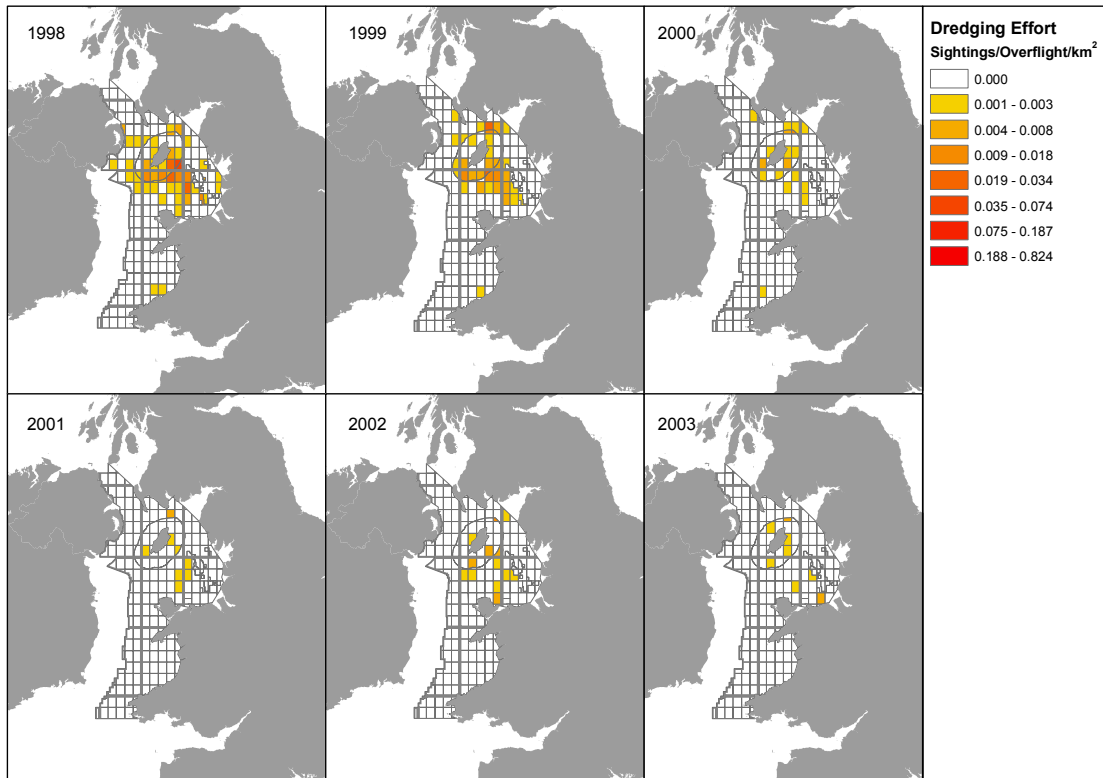 1998
1999
2000
Dredging Effort
Sightings/Overflight/km²
0.000
0.001 - 0.003
0.004 - 0.008
0.009 - 0.018
0.019 - 0.034
0.035 - 0.074
0.075 - 0.187
0.188 - 0.824
2001
2002
2003